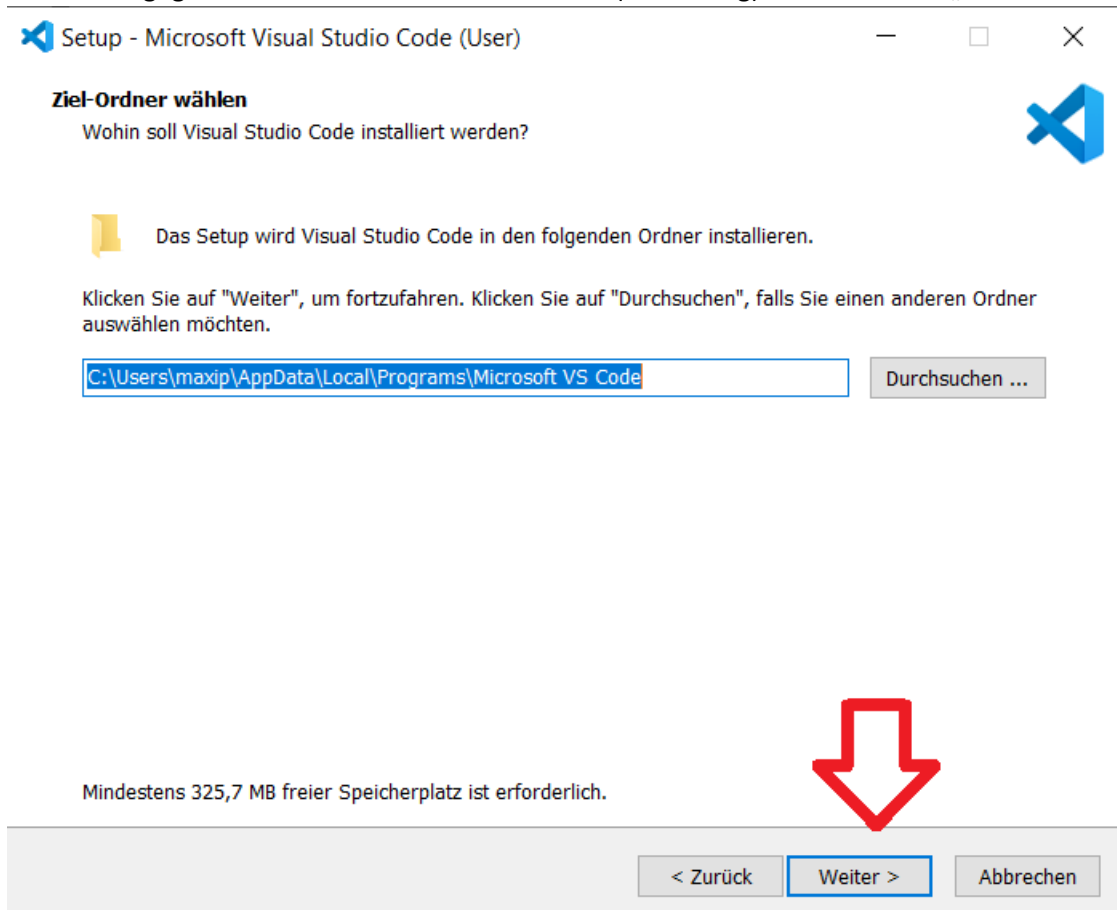 Setup - Microsoft Visual Studio Code (User)
Ziel-Ordner wählen
Wohin soll Visual Studio Code installiert werden?
Das Setup wird Visual Studio Code in den folgenden Ordner installieren.
Klicken Sie auf "Weiter", um fortzufahren. Klicken Sie auf "Durchsuchen", falls Sie einen anderen Ordner
auswählen möchten.
C:\Users\maxip\AppData\Local\Programs\Microsoft VS Code
Durchsuchen ...
Mindestens 325,7 MB freier Speicherplatz ist erforderlich.
< Zurück
Weiter >
Abbrechen